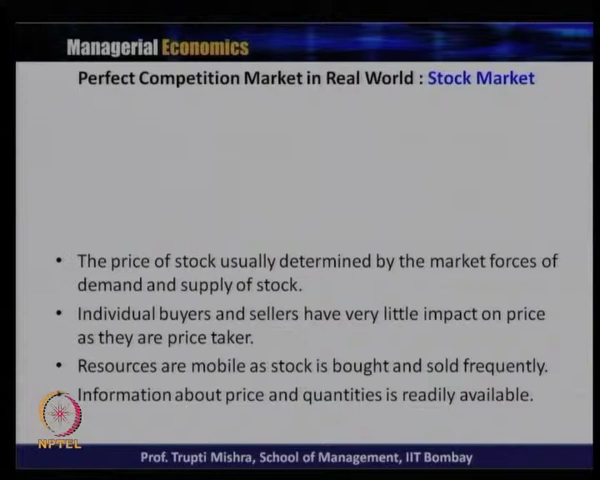 Managerial Economics
Perfect Competition Market in Real World : Stock Market
• The price of stock usually determined by the market forces of
demand and supply of stock.
• Individual buyers and sellers have very little impact on price
as they are price taker.
• Resources are mobile as stock is bought and sold frequently.
Information about price and quantities is readily available.
NPTEL
Prof. Trupti Mishra, School of Management, IIT Bombay